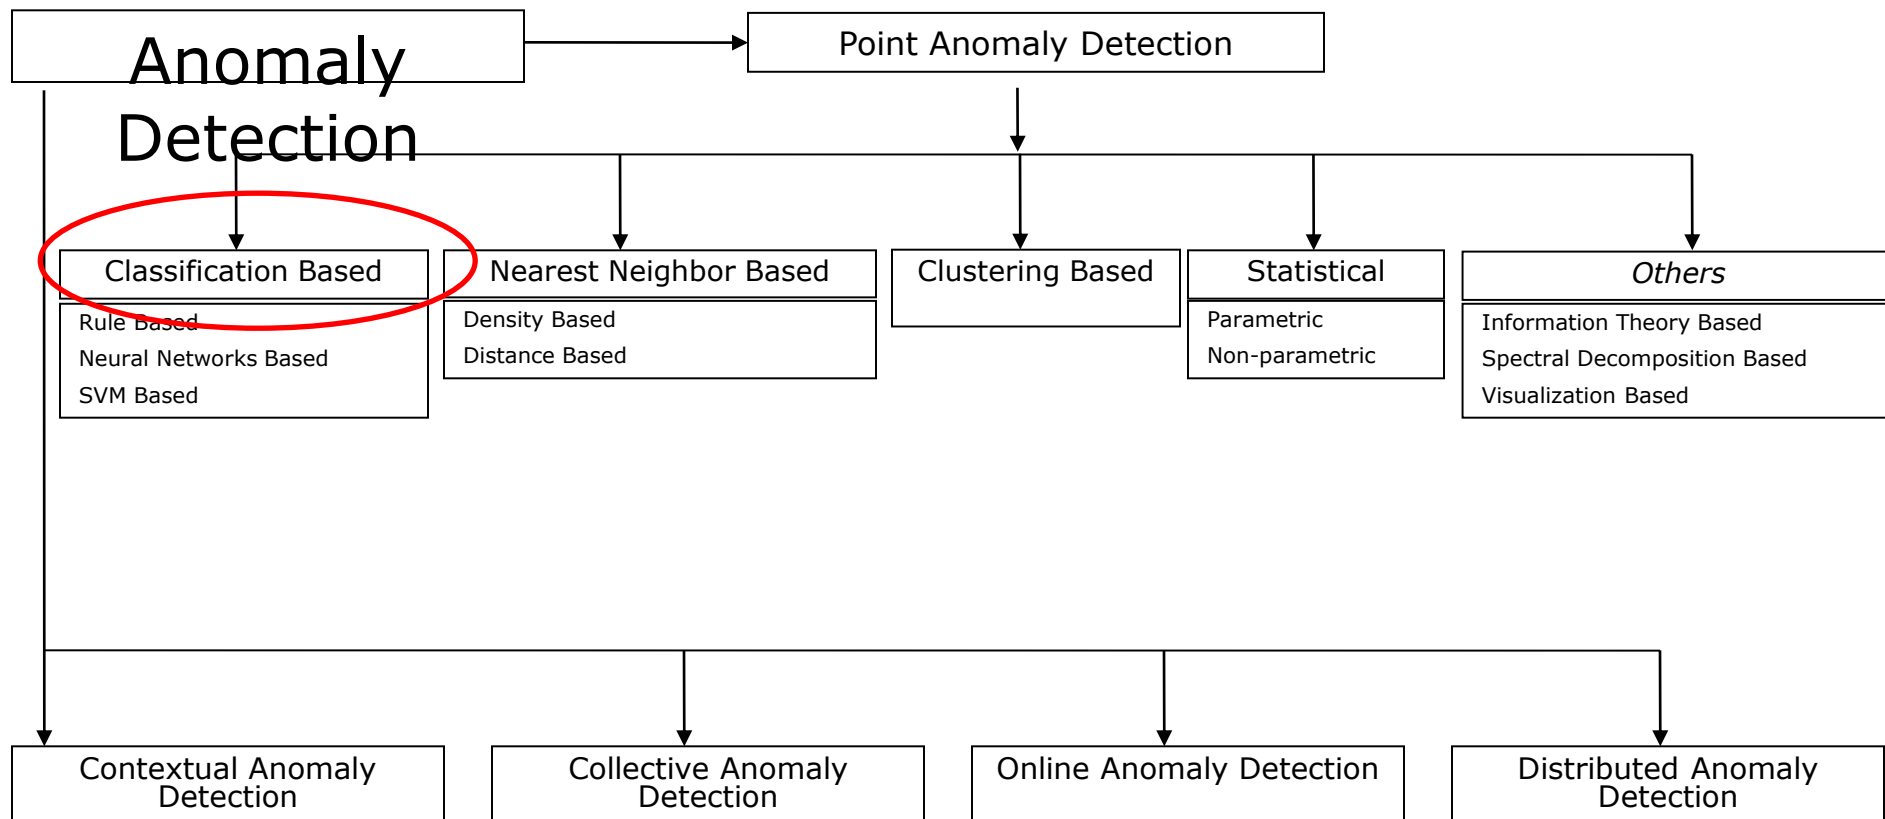 Anomaly
Detection
Point Anomaly Detection
Classification Based
Rule Based
Neural Networks Based
SVM Based
Nearest Neighbor Based
Density Based
Distance Based
Clustering Based
Statistical
Parametric
Non-parametric
Others
Information Theory Based
Spectral Decomposition Based
Visualization Based
Contextual Anomaly
Detection
Collective Anomaly
Detection
Online Anomaly Detection
Distributed Anomaly
Detection